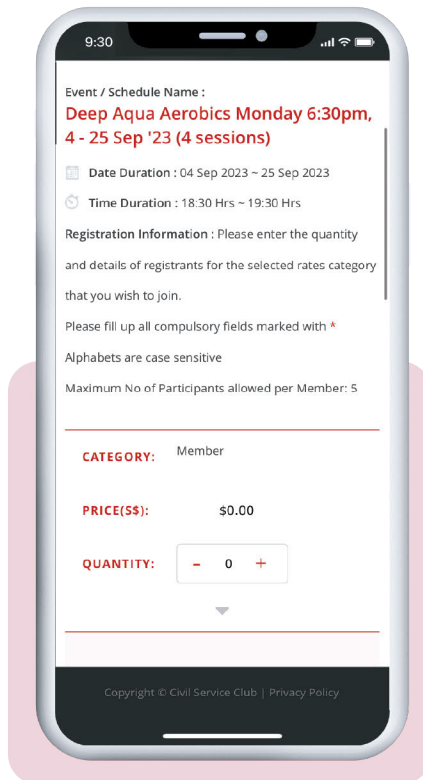 9:30
Event / Schedule Name :
Deep Aqua Aerobics Monday 6:30pm,
4 - 25 Sep '23 (4 sessions)
Date Duration : 04 Sep 2023 ~ 25 Sep 2023
Time Duration : 18:30 Hrs ~ 19:30 Hrs
Registration Information : Please enter the quantity
and details of registrants for the selected rates category
that you wish to join.
Please fill up all compulsory fields marked with *
Alphabets are case sensitive
Maximum No of Participants allowed per Member: 5
CATEGORY: Member
PRICE(S$): $0.00
QUANTITY: - 0 +
Copyright © Civil Service Club | Privacy Policy